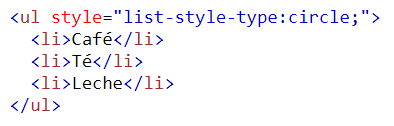 <ul style="list-style-type:circle;">
  <li>Café</li>
  <li>Té</li>
  <li>Leche</li>
</ul>